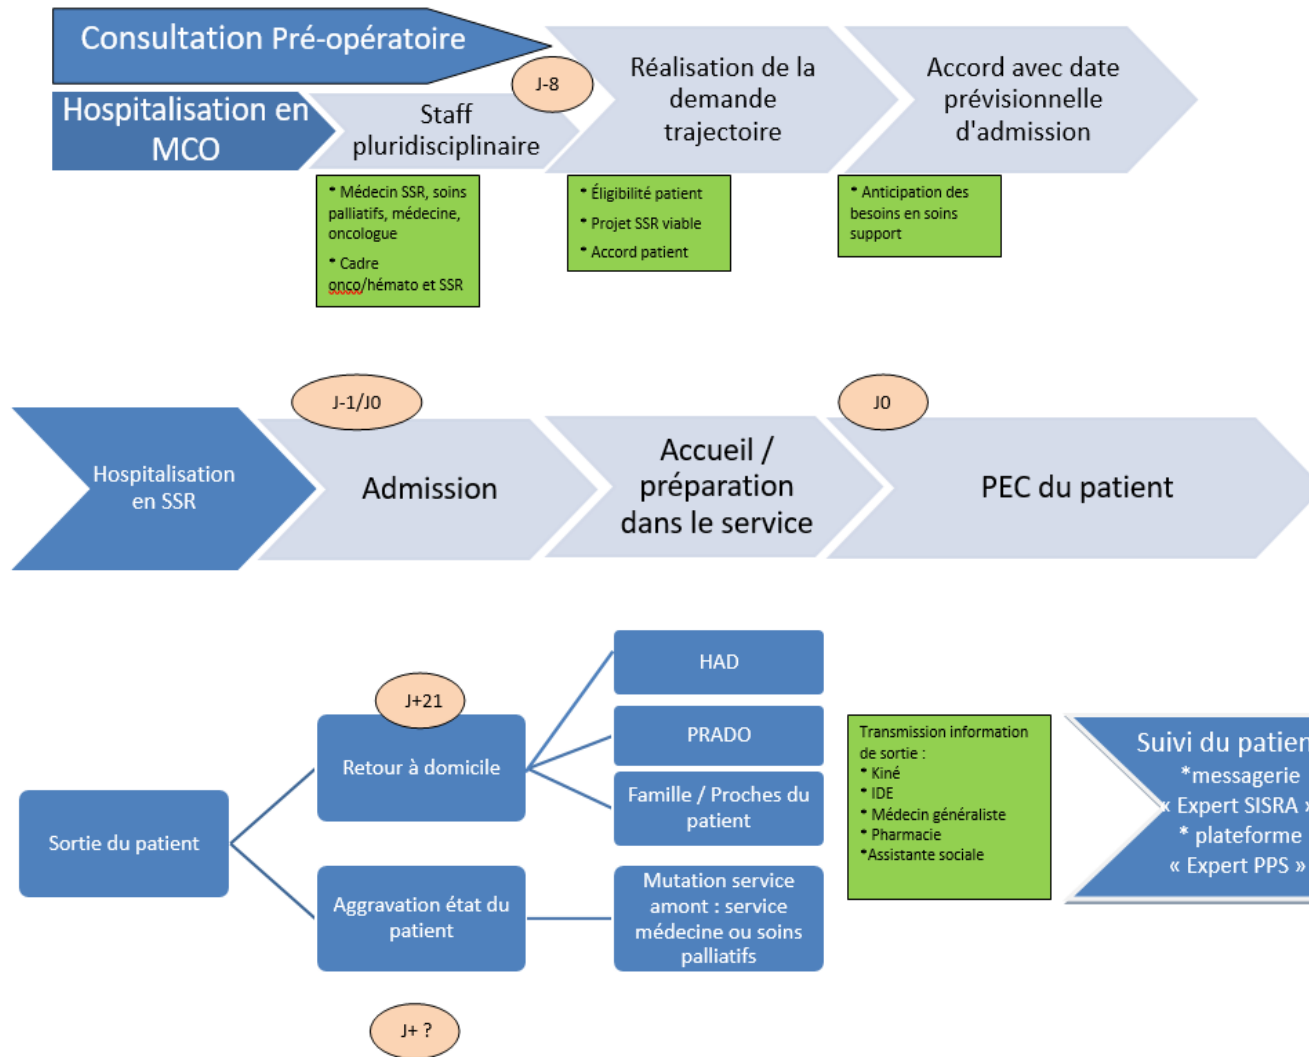 Consultation Pré-opératoire
Hospitalisation en
MCO
Staff
pluridisciplinaire
J-8
Réalisation de la
demande
trajectoire
Accord avec date
prévisionnelle
d'admission
* Médecin SSR, soins
palliatifs, médecine,
oncologue
* Cadre
onco/hémato et SSR
* Éligibilité patient
* Projet SSR viable
* Accord patient
* Anticipation des
besoins en soins
support
Hospitalisation
en SSR
J-1/J0
Admission
Accueil /
préparation
dans le service
J0
PEC du patient
Sortie du patient
J+21
Retour à domicile
HAD
PRADO
Famille / Proches du
patient
Aggravation état du
patient
Mutation service
amont : service
médecine ou soins
palliatifs
J+ ?
Transmission information
de sortie :
* Kiné
* IDE
* Médecin généraliste
* Pharmacie
*Assistante sociale
Suivi du patien
*messagerie
« Expert SISRA »
* plateforme
« Expert PPS »